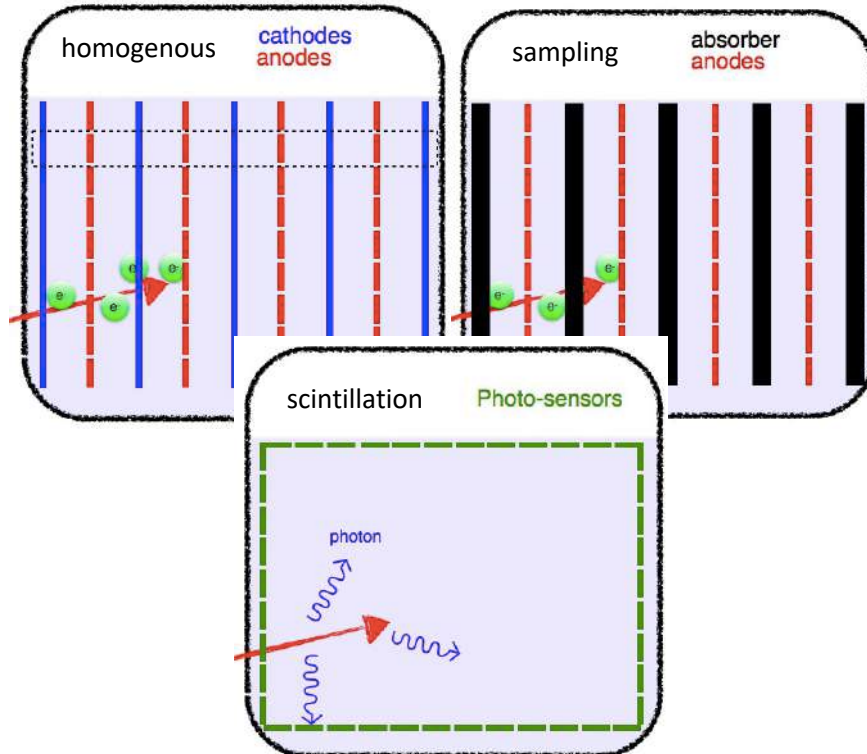 homogenous
cathodes
anodes
sampling
absorber
anodes
e-
e-
e-
e-
e-
e-
e-
scintillation
Photo-sensors
photon